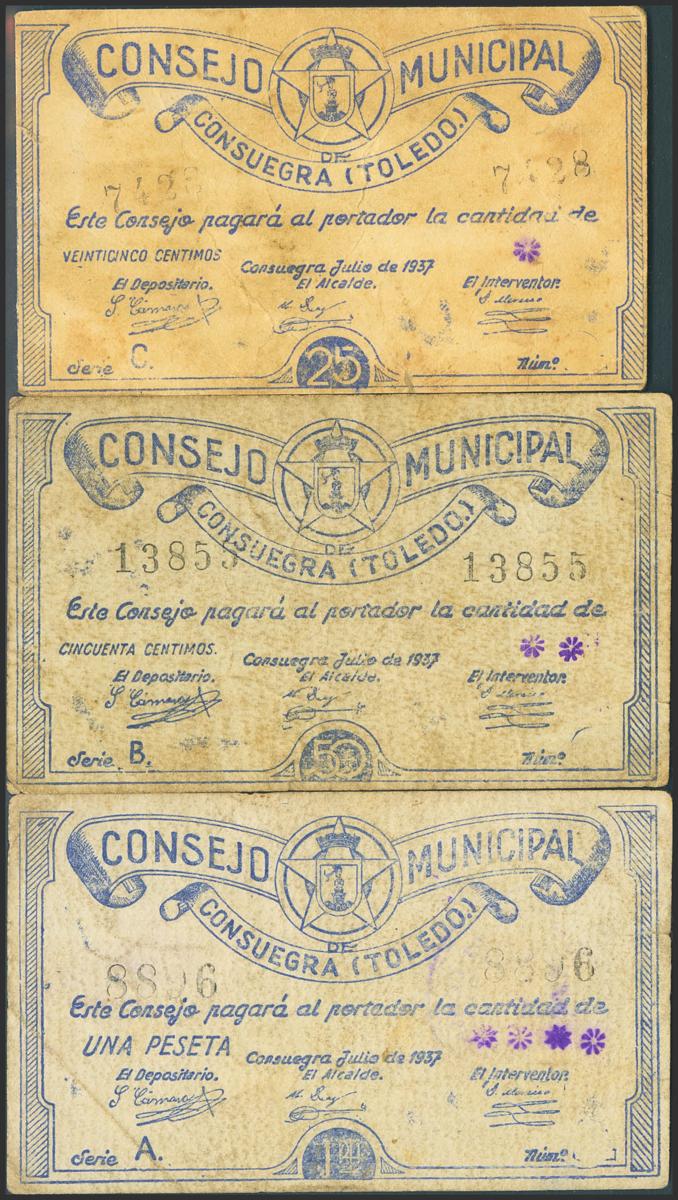 CONSEJO MUNICIPAL
DE
CONSUEGRA (TOLEDO.)
7428 7428
Este Consejo pagará al portador la cantidad de
VEINTICINCO CENTIMOS
Consuegra Julio de 1937
El Depositario. El Alcalde. El Interventor.
Serie C. 25 Núm.º
CONSEJO MUNICIPAL
DE
CONSUEGRA (TOLEDO.)
13855 13855
Este Consejo pagará al portador la cantidad de
CINCUENTA CENTIMOS.
Consuegra Julio de 1937
El Depositario. El Alcalde. El Interventor.
Serie B. 50 Núm.º
CONSEJO MUNICIPAL
DE
CONSUEGRA (TOLEDO.)
8896 8896
Este Consejo pagará al portador la cantidad de
UNA PESETA
Consuegra Julio de 1937
El Depositario. El Alcalde. El Interventor.
Serie A. Núm.º